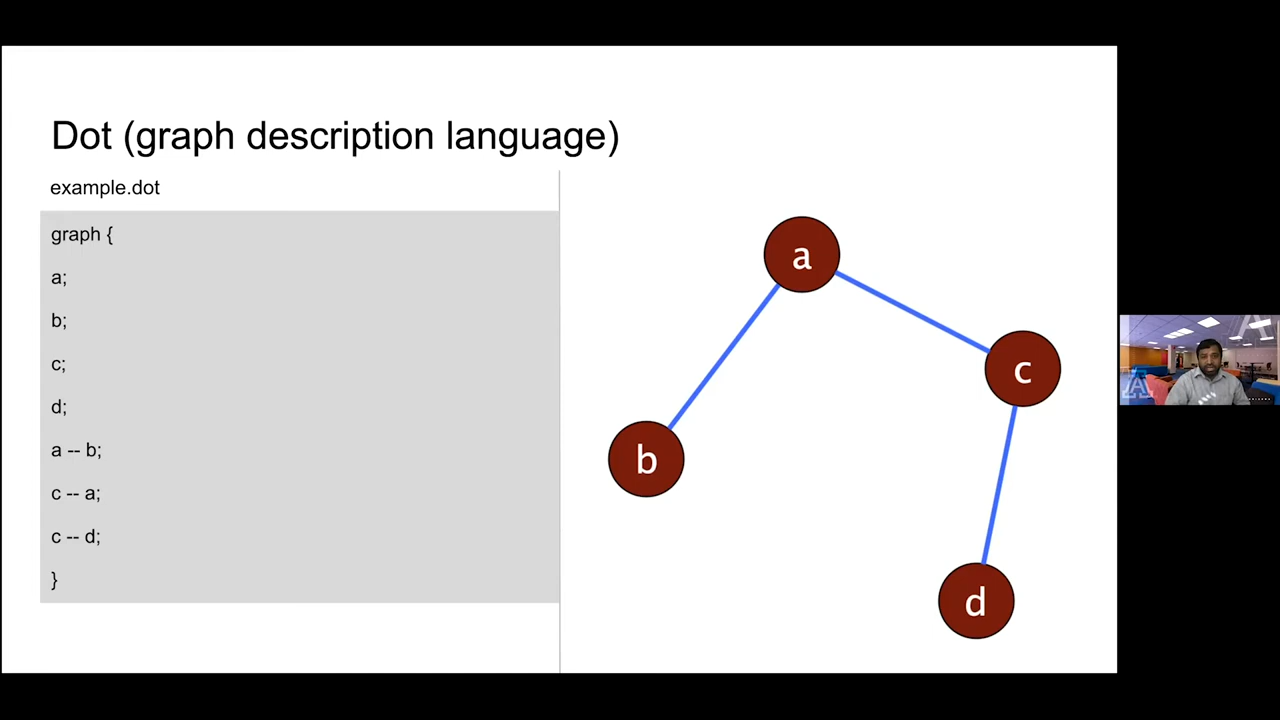 Dot (graph description language)
example.dot
graph {
a;
b;
c;
d;
a -- b;
c -- a;
c -- d;
}
a
c
b
d
A
A